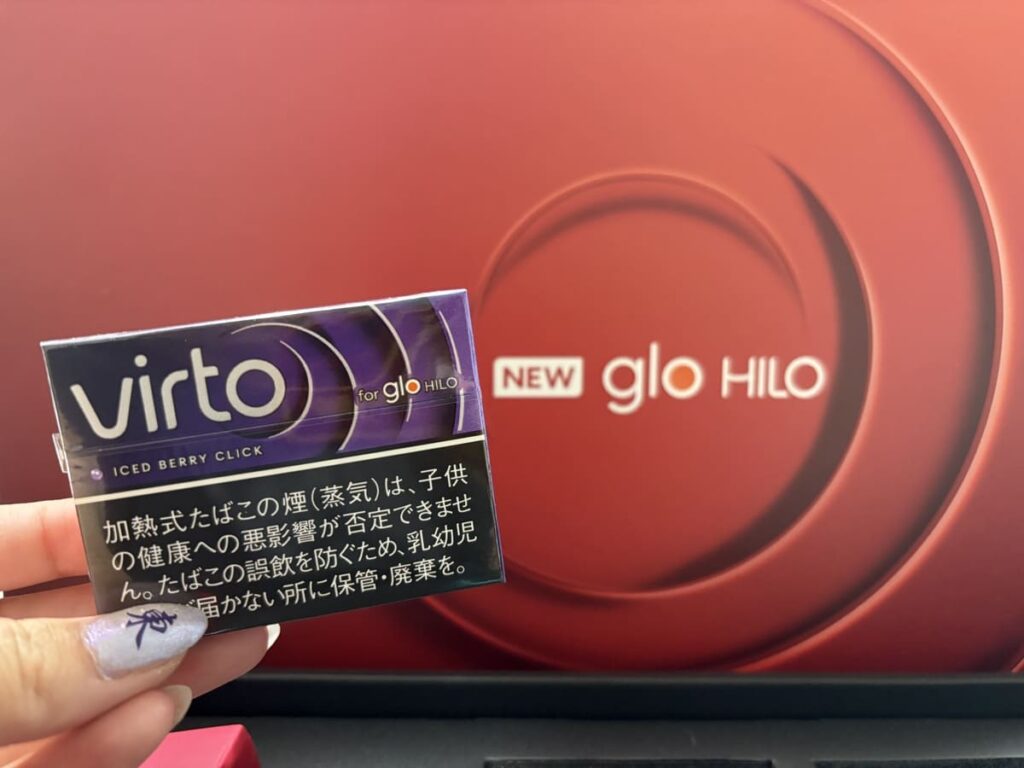 virto
for glo HILO
ICED BERRY CLICK
加熱式たばこの煙(蒸気)は、子供
の健康への悪影響が否定できませ
ん。たばこの誤飲を防ぐため、乳幼児
届かない所に保管・廃棄を。
東
NEW glo HILO